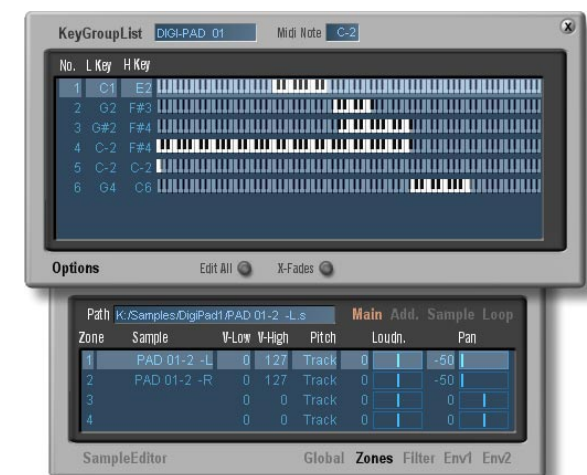 KeyGroupList DIGI-PAD 01 Midi Note C-2
No. L Key H Key
1 C1 E2
2 G2 F#3
3 G#2 F#4
4 C-2 F#4
5 C-2 C-2
6 G4 C6
Options Edit All X-Fades
Path K:/Samples/DigiPad1/PAD 01-2 -L.s Main Add. Sample Loop
Zone Sample V-Low V-High Pitch Loudn. Pan
1 PAD 01-2 -L 0 127 Track 0 -50
2 PAD 01-2 -R 0 127 Track 0 -50
3 0 0 Track 0 0
4 0 0 Track 0 0
SampleEditor Global Zones Filter Env1 Env2